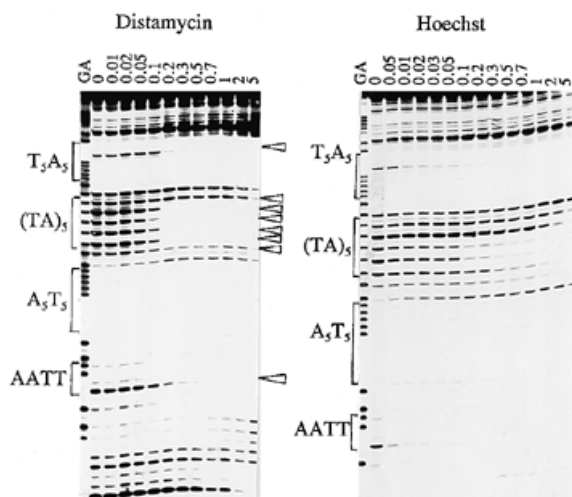 Distamycin
GA 0 0.01 0.02 0.05 0.1 0.2 0.3 0.5 0.7 1 2 5
T₅A₅
(TA)₅
A₅T₅
AATT
Hoechst
GA 0 0.05 0.01 0.02 0.03 0.05 0.1 0.2 0.3 0.5 0.7 1 2 5
T₅A₅
(TA)₅
A₅T₅
AATT